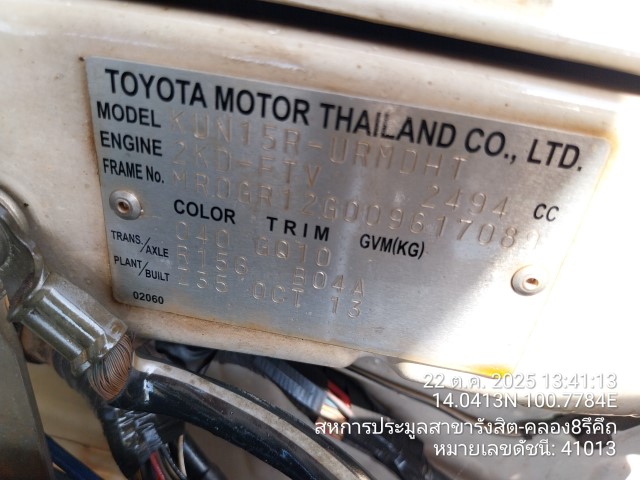 TOYOTA MOTOR THAILAND CO., LTD.
MODEL KUN15R-URMDHT
ENGINE 2KD-FTV 2494 CC
FRAME No.
COLOR TRIM GVM(KG)
040 GQ10
TRANS./AXLE R156 B04A
PLANT/BUILT OCT 13
02060
22 ต.ค. 2025 13:41:13
14.0413N 100.7784E
สหการประมูลสาขารังสิต-คลอง8รีคีถ
หมายเลขดัชนี: 41013